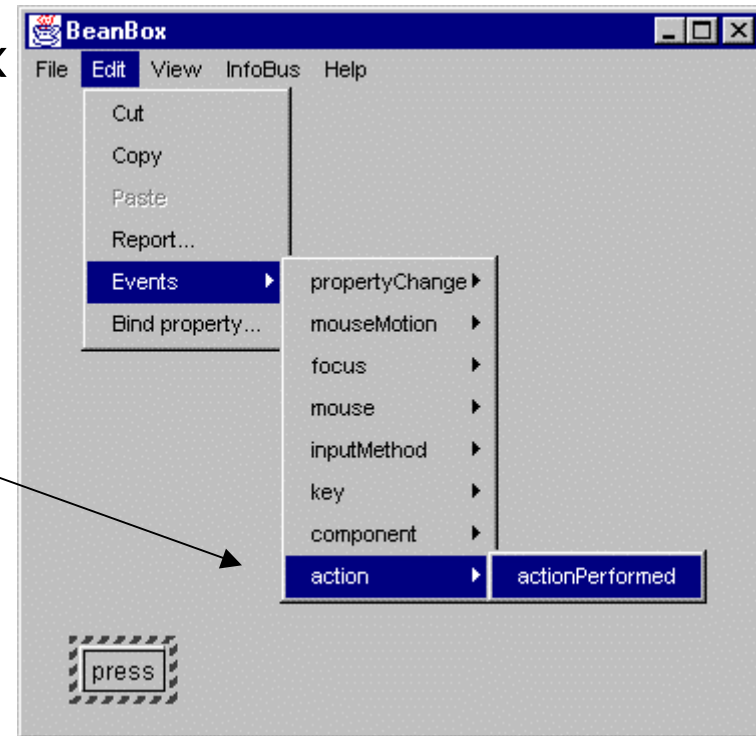 BeanBox
File Edit View InfoBus Help
Cut
Copy
Paste
Report...
Events
Bind property...
propertyChange
mouseMotion
focus
mouse
inputMethod
key
component
action
actionPerformed
press